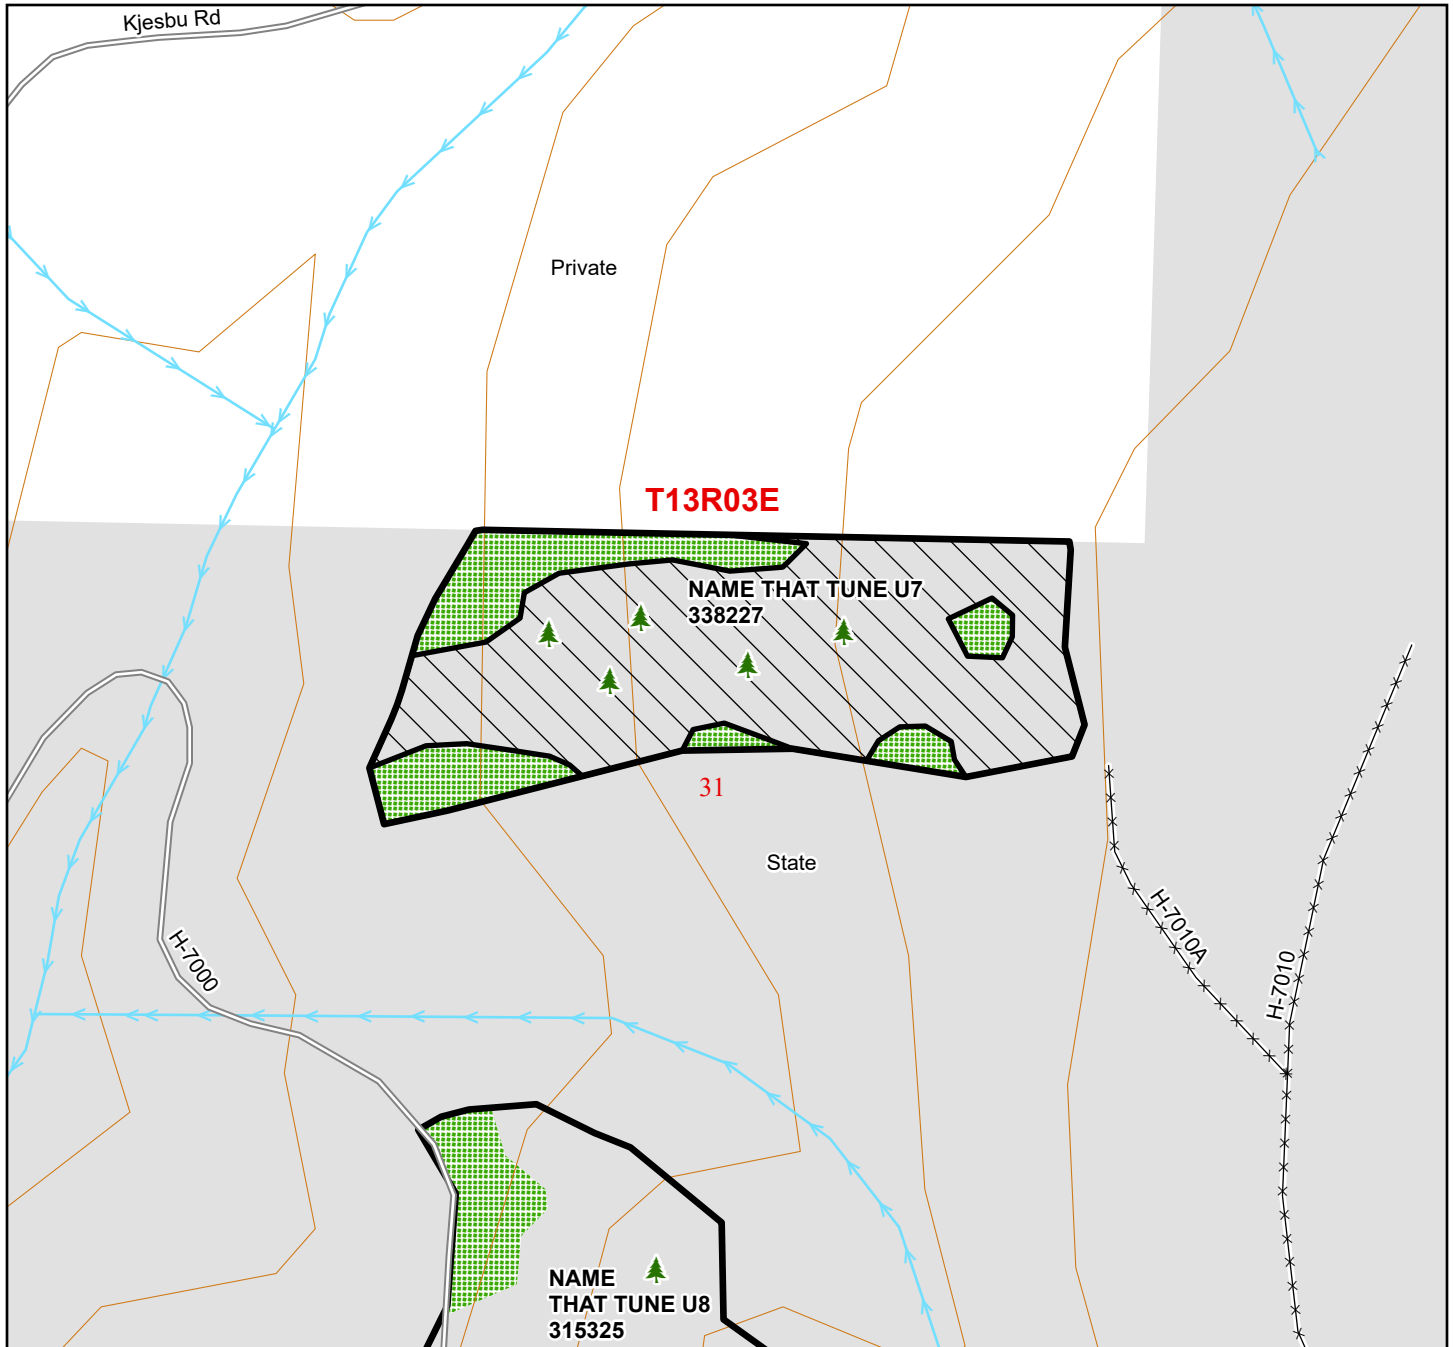 Kjesbu Rd
Private
T13R03E
NAME THAT TUNE U7
338227
31
State
H-7010A
H-7000
H-7010
NAME
THAT TUNE U8
315325